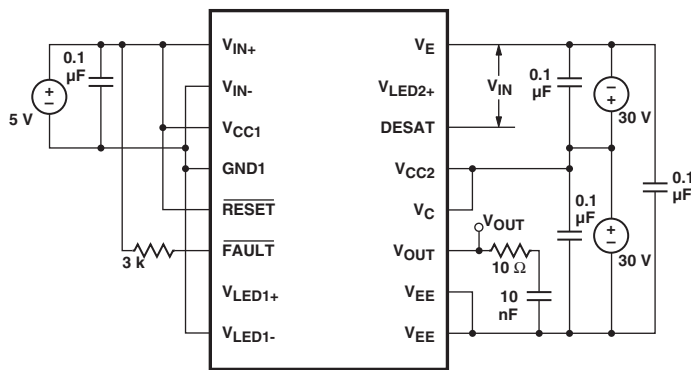 0.1
µF
+
−
5 V
3 k
VIN+
VIN-
VCC1
GND1
RESET
FAULT
VLED1+
VLED1-
VE
VLED2+
DESAT
VCC2
VC
VOUT
VEE
VEE
VIN
VOUT
10 Ω
10
nF
0.1
µF
0.1
µF
−
+
30 V
+
−
30 V
0.1
µF